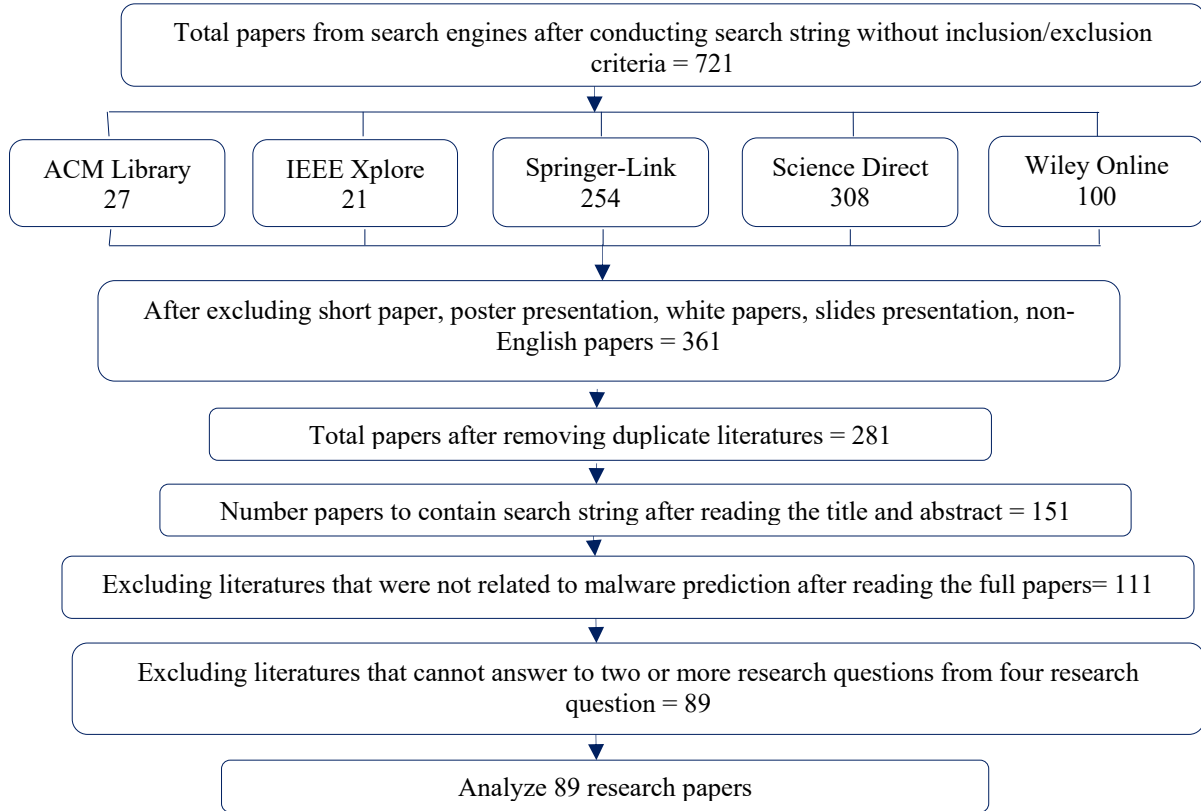 Total papers from search engines after conducting search string without inclusion/exclusion
criteria = 721
ACM Library
27
IEEE Xplore
21
Springer-Link
254
Science Direct
308
Wiley Online
100
After excluding short paper, poster presentation, white papers, slides presentation, non-
English papers = 361
Total papers after removing duplicate literatures = 281
Number papers to contain search string after reading the title and abstract = 151
Excluding literatures that were not related to malware prediction after reading the full papers= 111
Excluding literatures that cannot answer to two or more research questions from four research
question = 89
Analyze 89 research papers